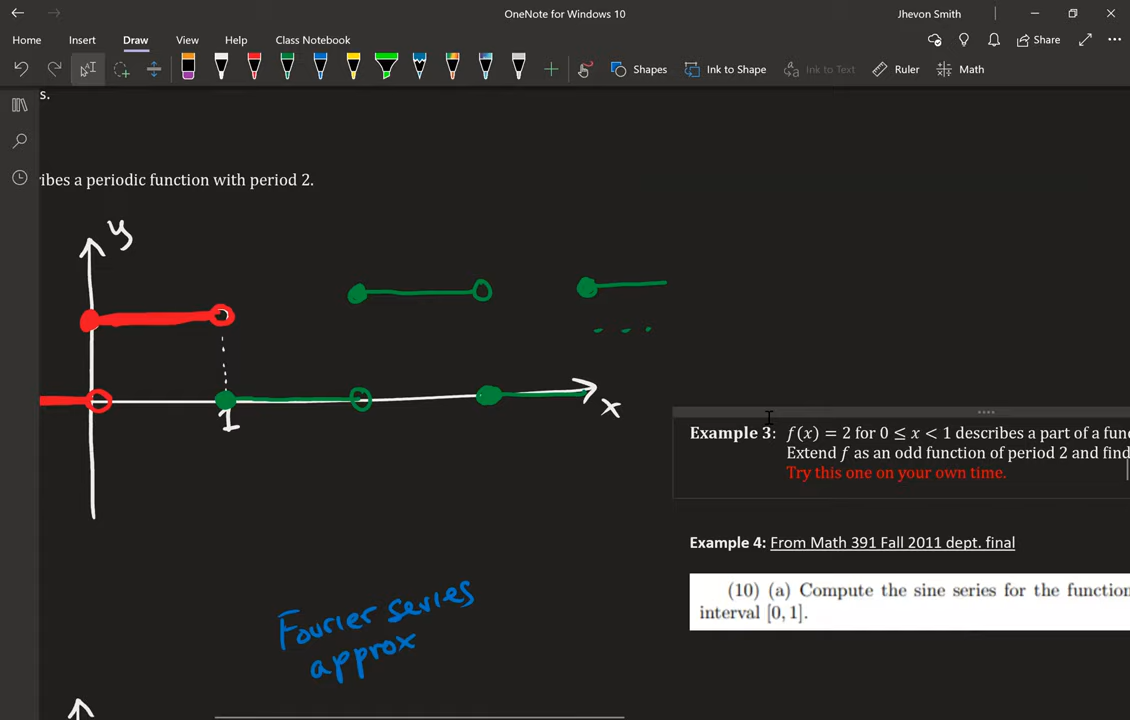 OneNote for Windows 10
Jhevon Smith
Home Insert Draw View Help Class Notebook
Share
Shapes Ink to Shape Ink to Text Ruler Math
s.
ibes a periodic function with period 2.
y
1
x
Example 3: f(x) = 2 for 0 ≤ x < 1 describes a part of a fun
Extend f as an odd function of period 2 and find
Try this one on your own time.
Example 4: From Math 391 Fall 2011 dept. final
(10) (a) Compute the sine series for the function
interval [0, 1].
Fourier series
approx